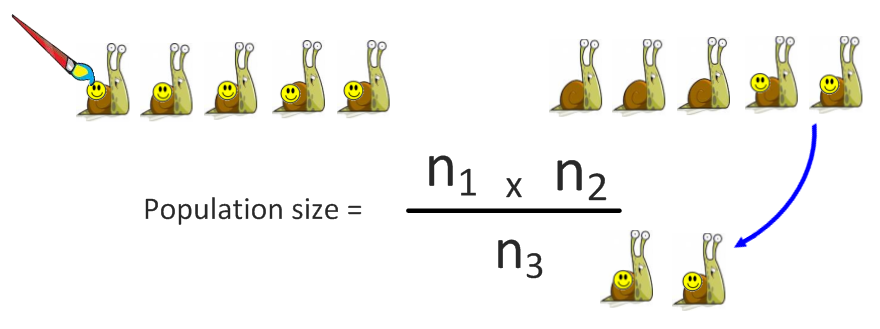 Population size = n₁ x n₂
n₃